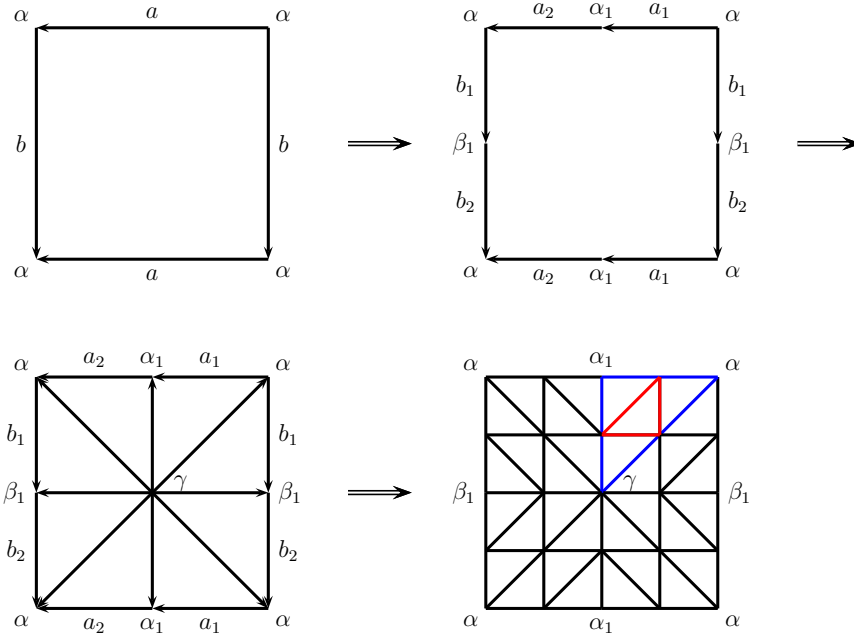 α a α α a₂ α₁ a₁ α
b b b₁ b₁
β₁ β₁
b₂ b₂
α a α α a₂ α₁ a₁ α
α a₂ α₁ a₁ α α α₁ α
b₁ b₁
β₁ γ β₁ β₁ γ β₁
b₂ b₂
α a₂ α₁ a₁ α α α₁ α